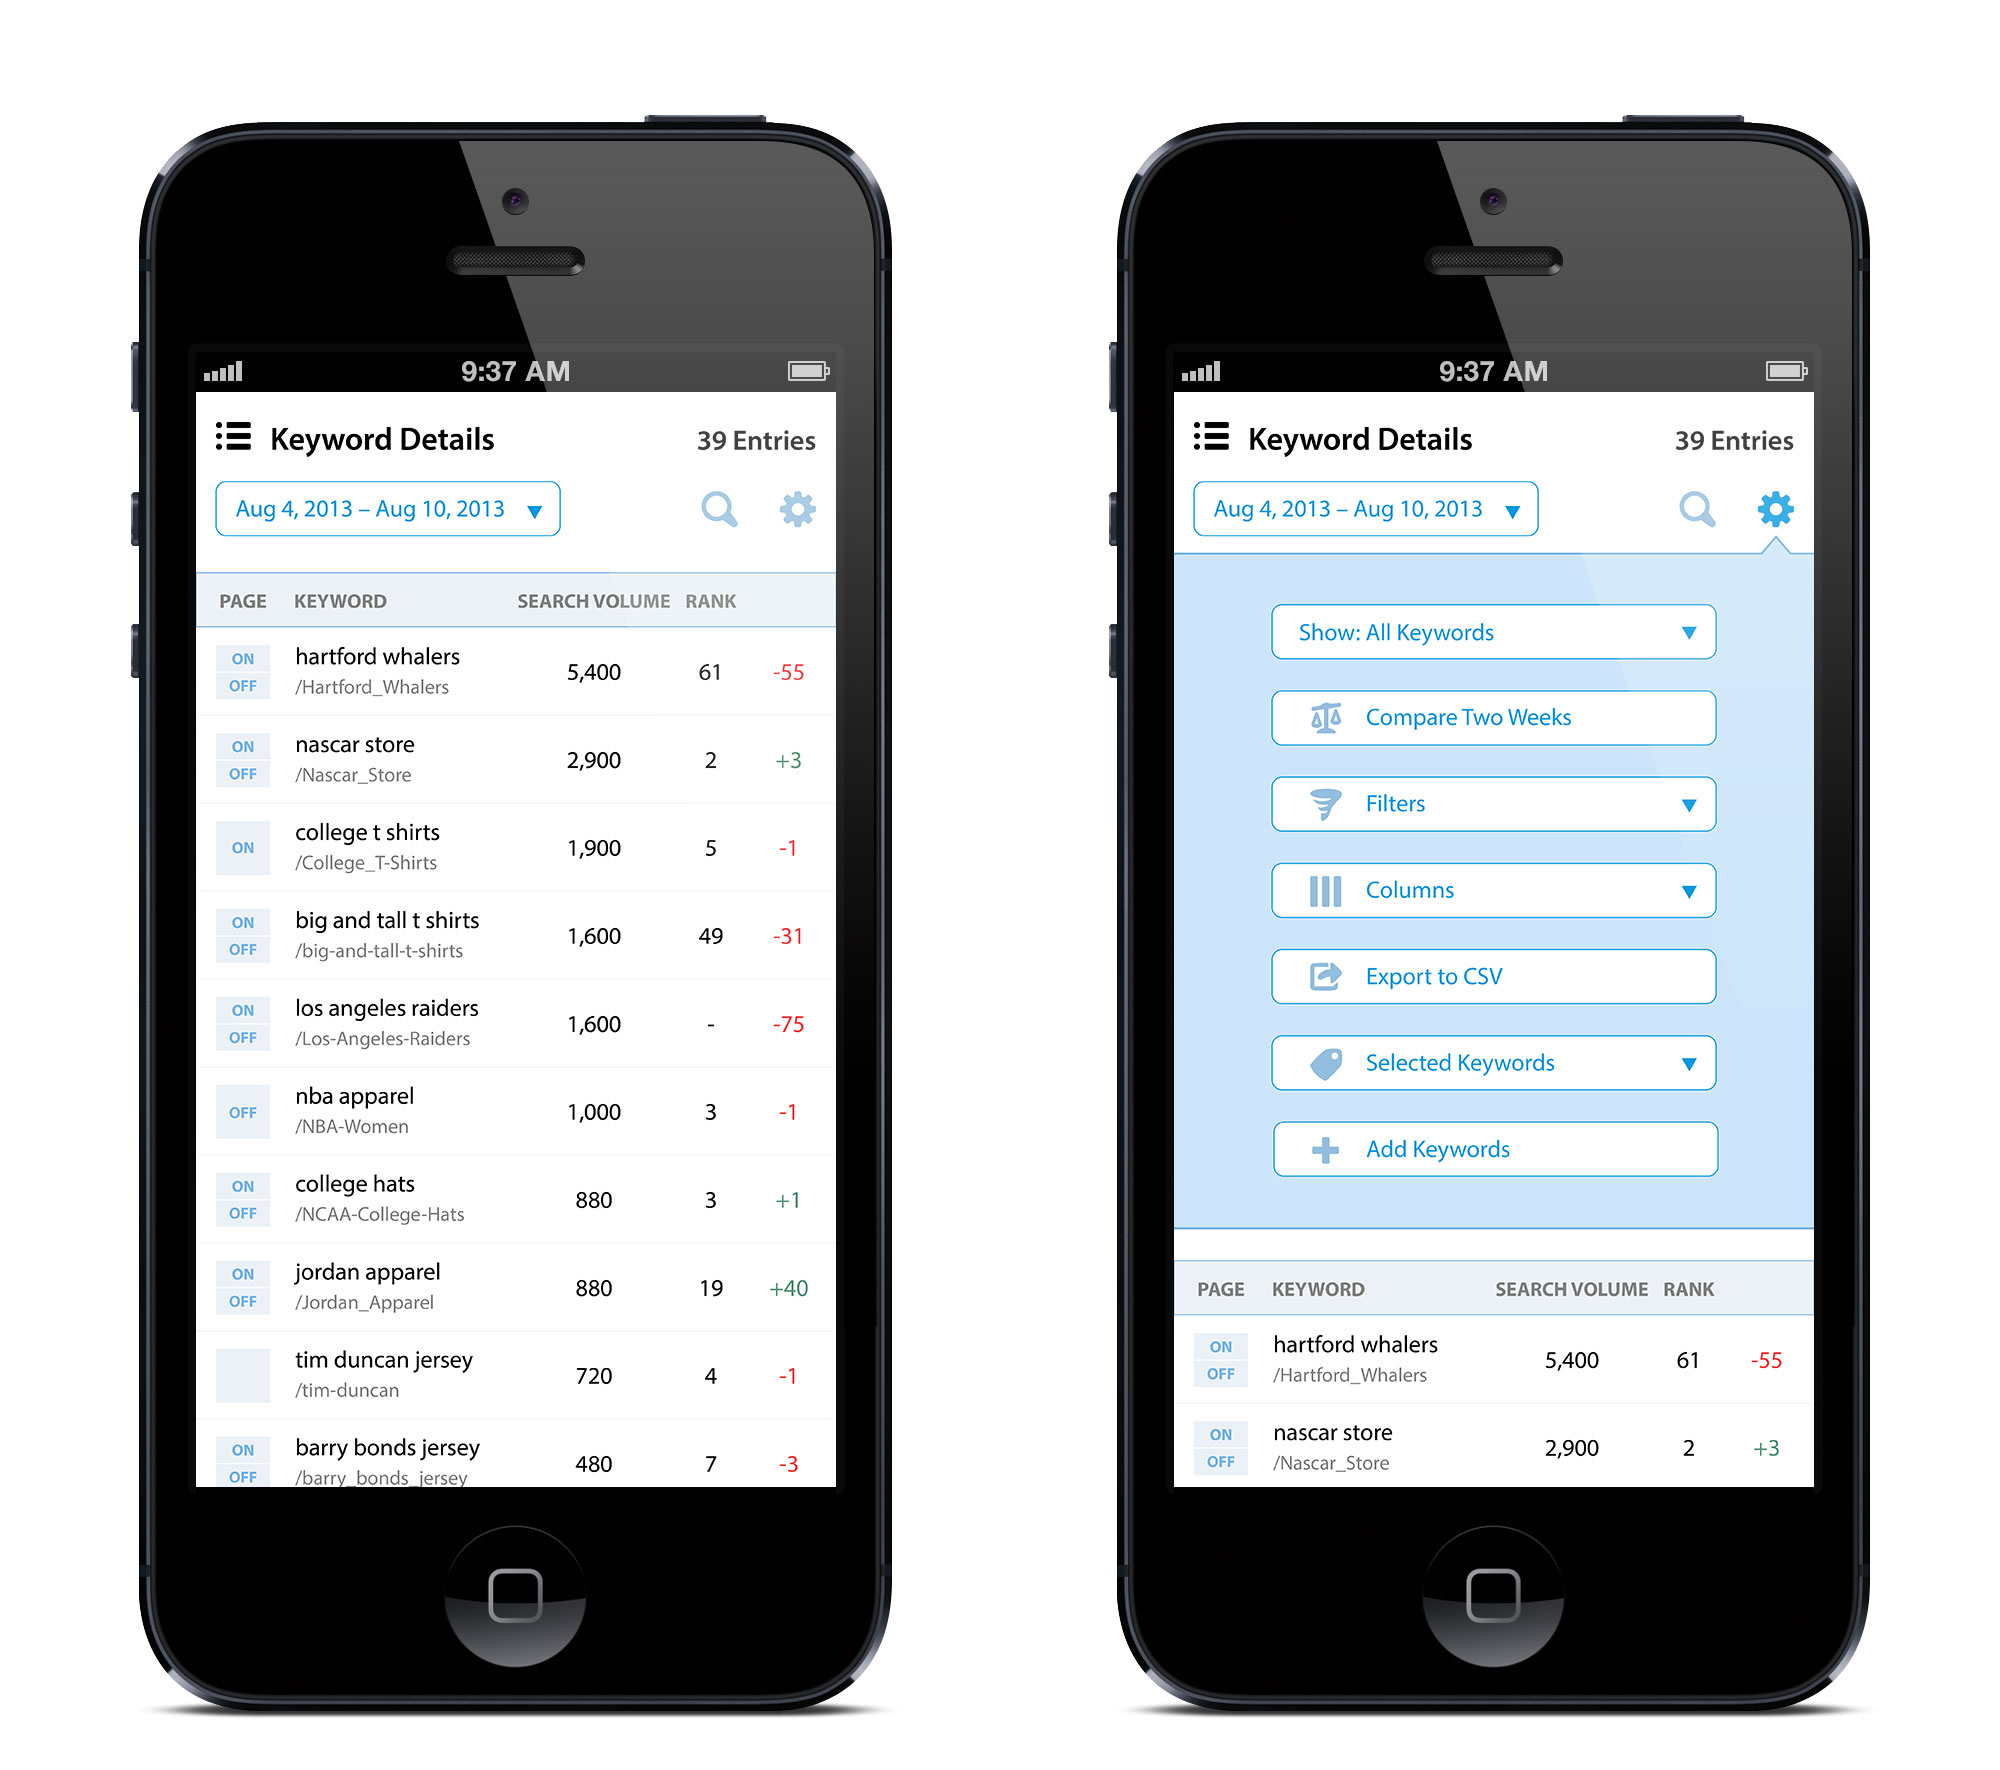 9:37 AM
Keyword Details 39 Entries
Aug 4, 2013 – Aug 10, 2013
PAGE KEYWORD SEARCH VOLUME RANK
ON OFF hartford whalers 5,400 61 -55
/Hartford_Whalers
ON OFF nascar store 2,900 2 +3
/Nascar_Store
ON college t shirts 1,900 5 -1
/College_T-Shirts
ON OFF big and tall t shirts 1,600 49 -31
/big-and-tall-t-shirts
ON OFF los angeles raiders 1,600 - -75
/Los-Angeles-Raiders
OFF nba apparel 1,000 3 -1
/NBA-Women
ON OFF college hats 880 3 +1
/NCAA-College-Hats
ON OFF jordan apparel 880 19 +40
/Jordan_Apparel
tim duncan jersey 720 4 -1
/tim-duncan
ON OFF barry bonds jersey 480 7 -3
/barry_bonds_jersey
9:37 AM
Keyword Details 39 Entries
Aug 4, 2013 – Aug 10, 2013
Show: All Keywords
Compare Two Weeks
Filters
Columns
Export to CSV
Selected Keywords
Add Keywords
PAGE KEYWORD SEARCH VOLUME RANK
ON OFF hartford whalers 5,400 61 -55
/Hartford_Whalers
ON OFF nascar store 2,900 2 +3
/Nascar_Store